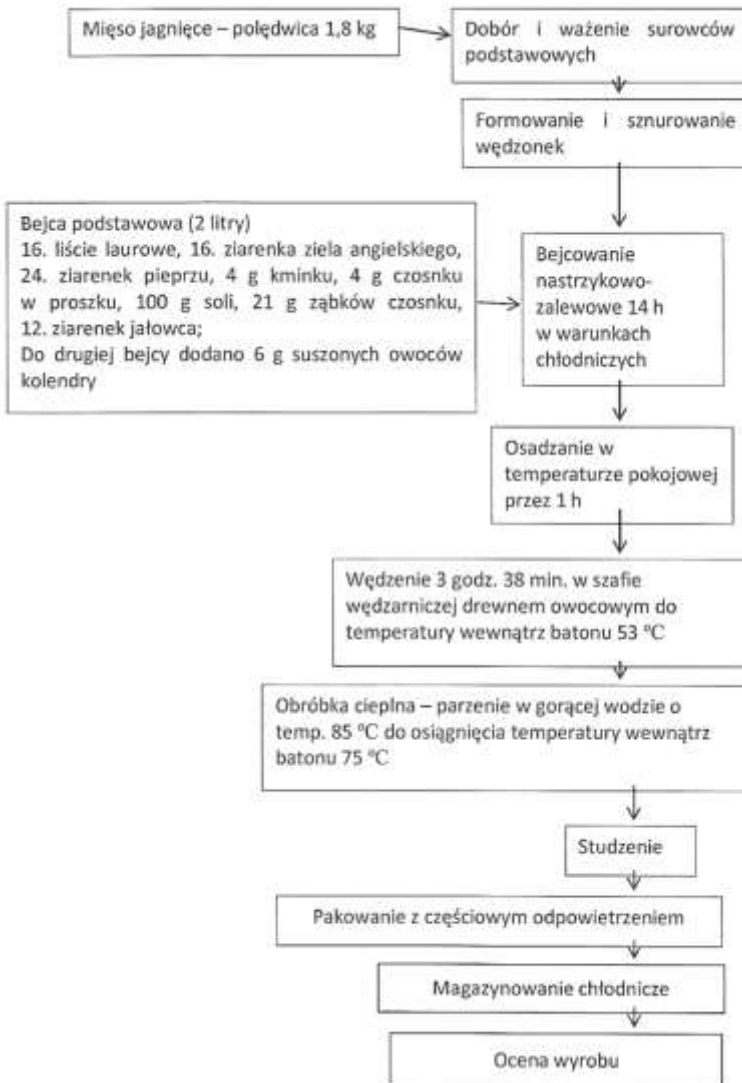 Mięso jagnięce – polędwica 1,8 kg
Dobór i ważenie surowców
podstawowych
Formowanie i sznurowanie
wędzonek
Bejca podstawowa (2 litry)
16. liście laurowe, 16. ziarenka ziela angielskiego,
24. ziarenek pieprzu, 4 g kminku, 4 g czosnku
w proszku, 100 g soli, 21 g ząbków czosnku,
12. ziarenek jałowca;
Do drugiej bejcy dodano 6 g suszonych owoców
kolendry
Bejcowanie
nastrzykowo-
zalewowe 14 h
w warunkach
chłodniczych
Osadzanie w
temperaturze pokojowej
przez 1 h
Wędzenie 3 godz. 38 min. w szafie
wędzarniczej drewnem owocowym do
temperatury wewnątrz batonu 53 °C
Obróbka cieplna – parzenie w gorącej wodzie o
temp. 85 °C do osiągnięcia temperatury wewnątrz
batonu 75 °C
Studzenie
Pakowanie z częściowym odpowietrzeniem
Magazynowanie chłodnicze
Ocena wyrobu